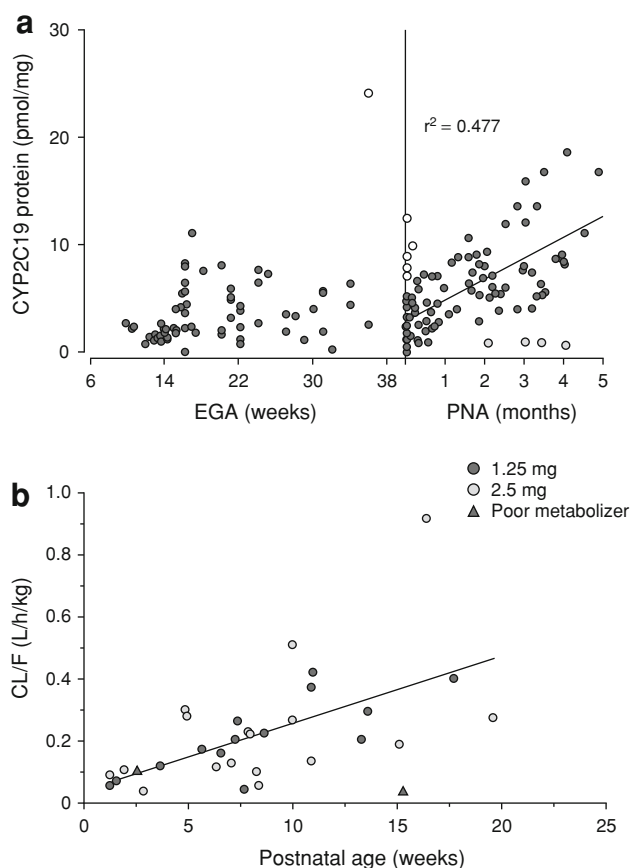 a
30
20
10
0
CYP2C19 protein (pmol/mg)
r² = 0.477
6 14 22 30 38 1 2 3 4 5
EGA (weeks) PNA (months)
b
1.25 mg
2.5 mg
Poor metabolizer
1.0
0.8
0.6
0.4
0.2
0
CL/F (L/h/kg)
0 5 10 15 20 25
Postnatal age (weeks)